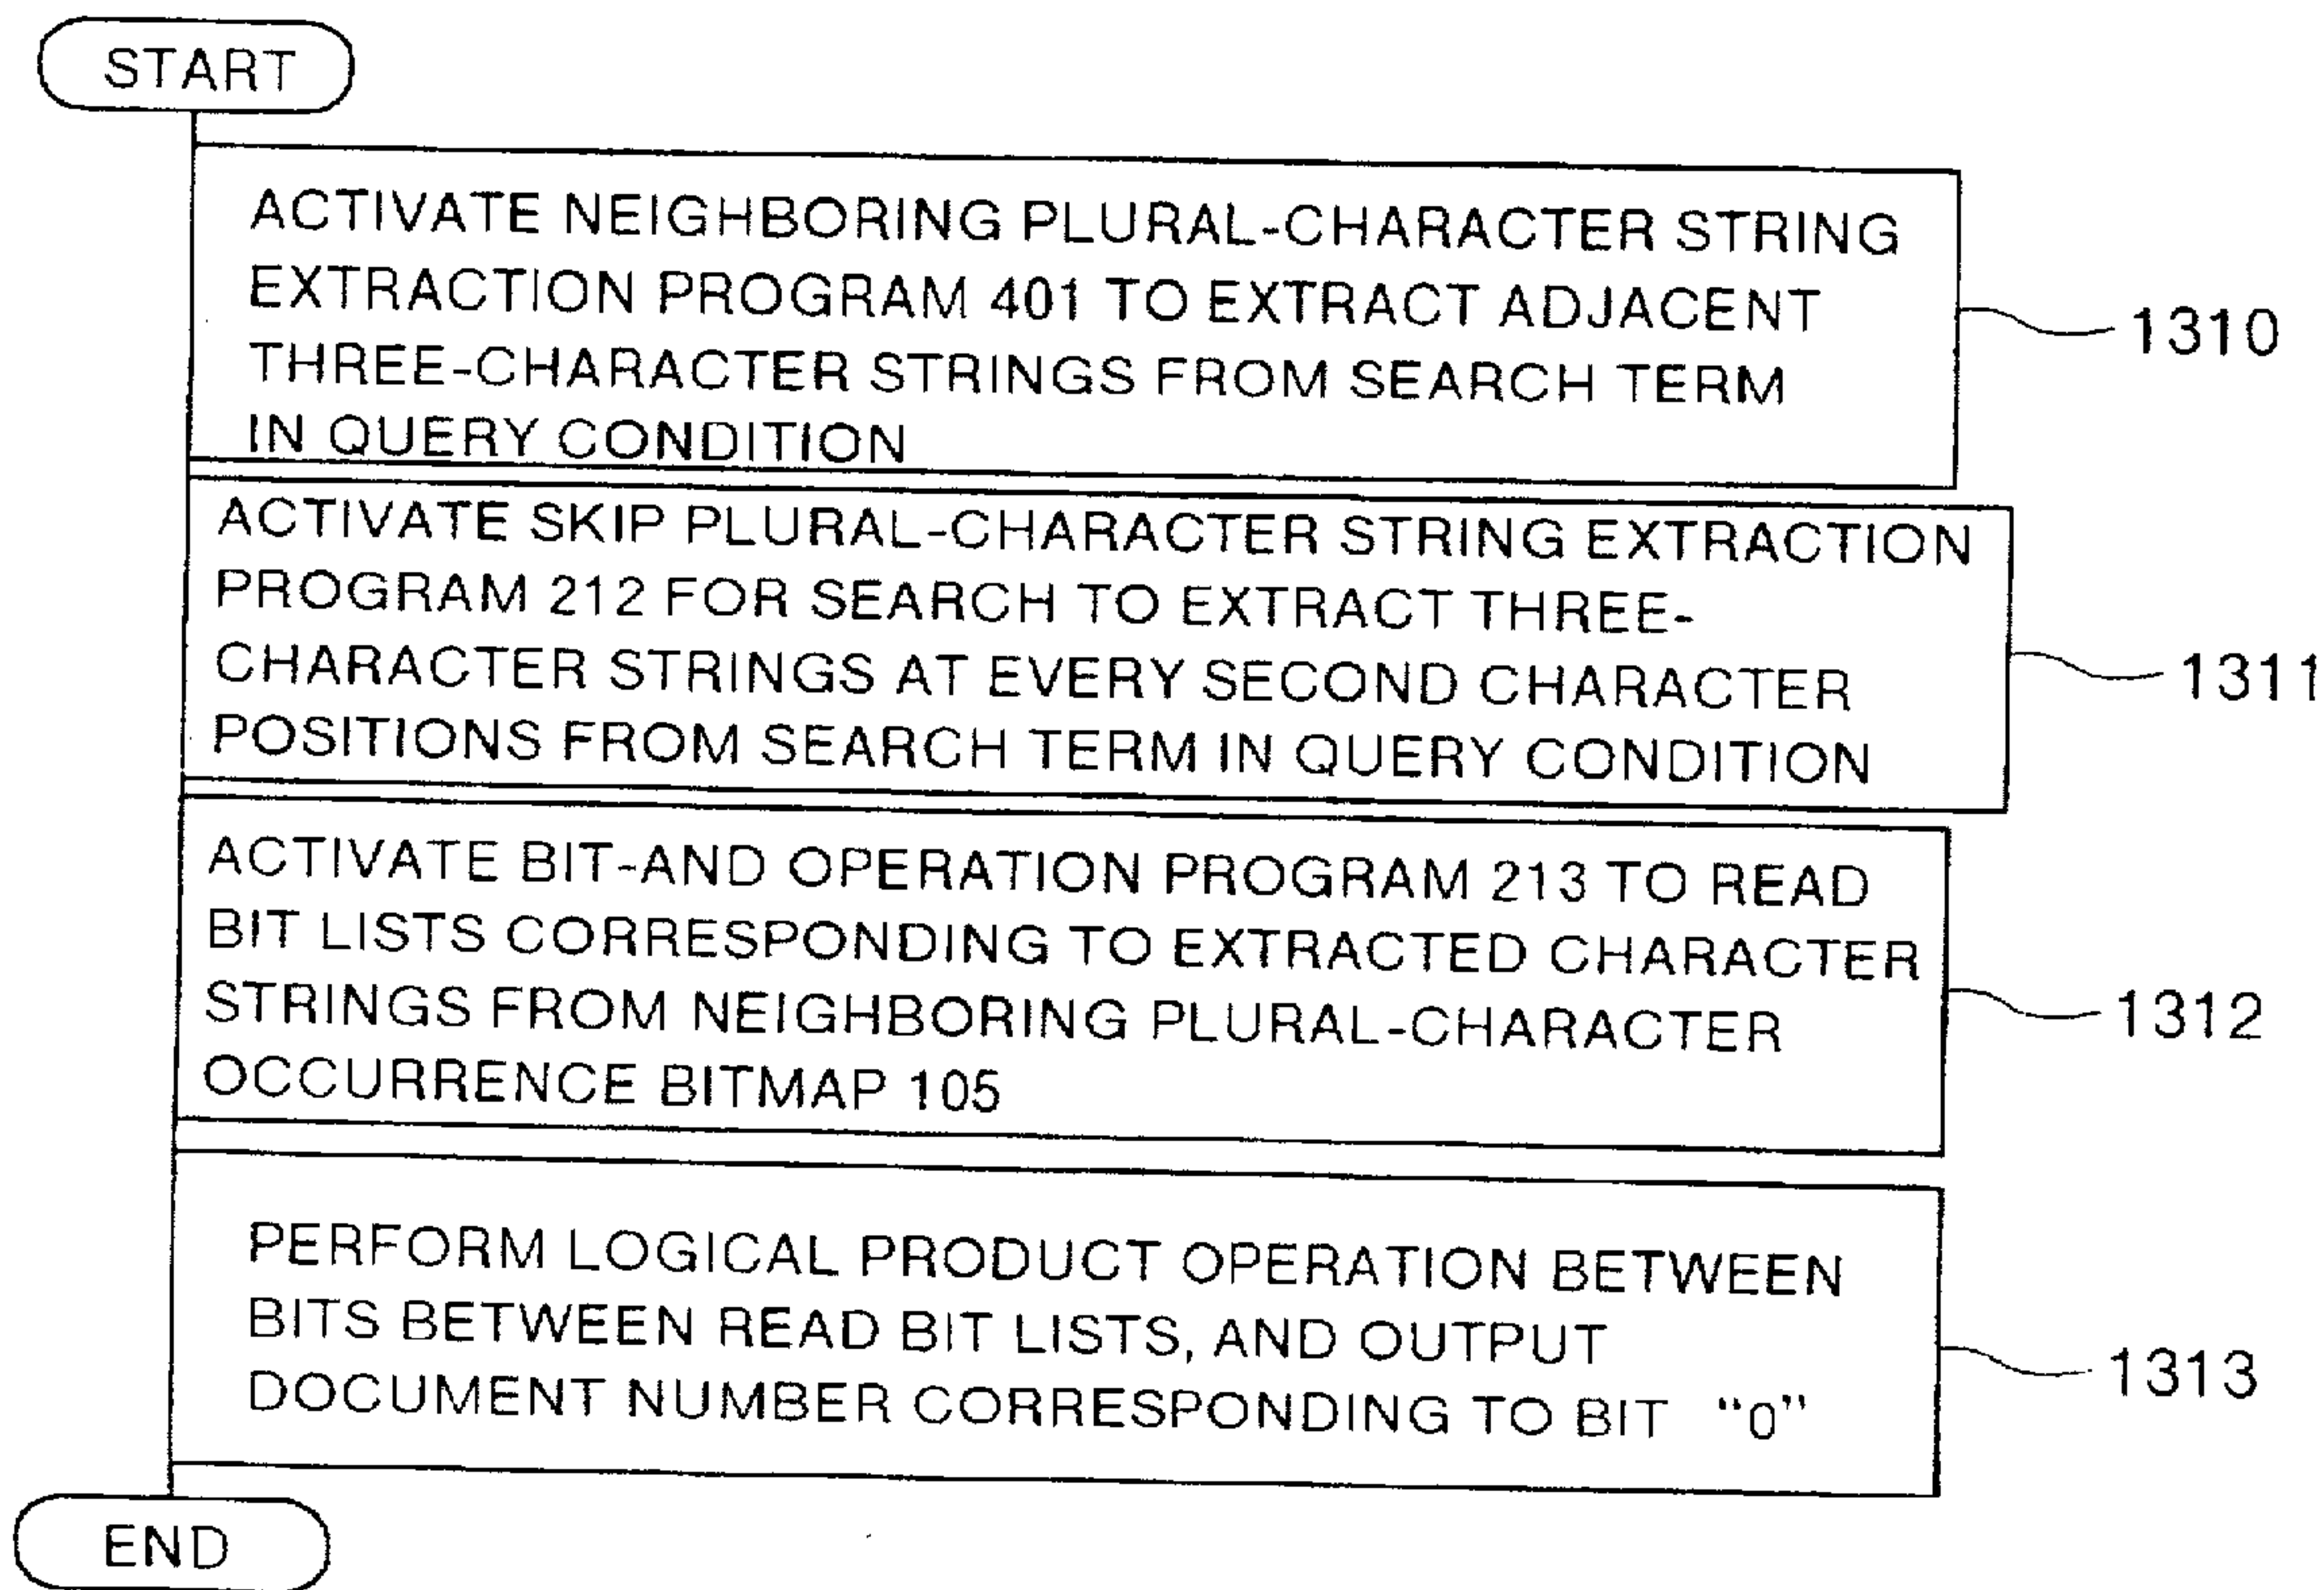 START
ACTIVATE NEIGHBORING PLURAL-CHARACTER STRING
EXTRACTION PROGRAM 401 TO EXTRACT ADJACENT
THREE-CHARACTER STRINGS FROM SEARCH TERM
IN QUERY CONDITION
1310
ACTIVATE SKIP PLURAL-CHARACTER STRING EXTRACTION
PROGRAM 212 FOR SEARCH TO EXTRACT THREE-
CHARACTER STRINGS AT EVERY SECOND CHARACTER
POSITIONS FROM SEARCH TERM IN QUERY CONDITION
1311
ACTIVATE BIT-AND OPERATION PROGRAM 213 TO READ
BIT LISTS CORRESPONDING TO EXTRACTED CHARACTER
STRINGS FROM NEIGHBORING PLURAL-CHARACTER
OCCURRENCE BITMAP 105
1312
PERFORM LOGICAL PRODUCT OPERATION BETWEEN
BITS BETWEEN READ BIT LISTS, AND OUTPUT
DOCUMENT NUMBER CORRESPONDING TO BIT “0”
1313
END